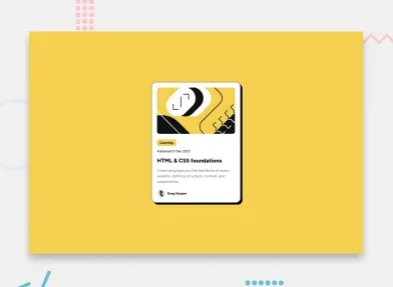 Learning
Published 21 Dec 2023
HTML & CSS foundations
These languages are the backbone of every
website, defining structure, content, and
presentation.
Greg Hooper